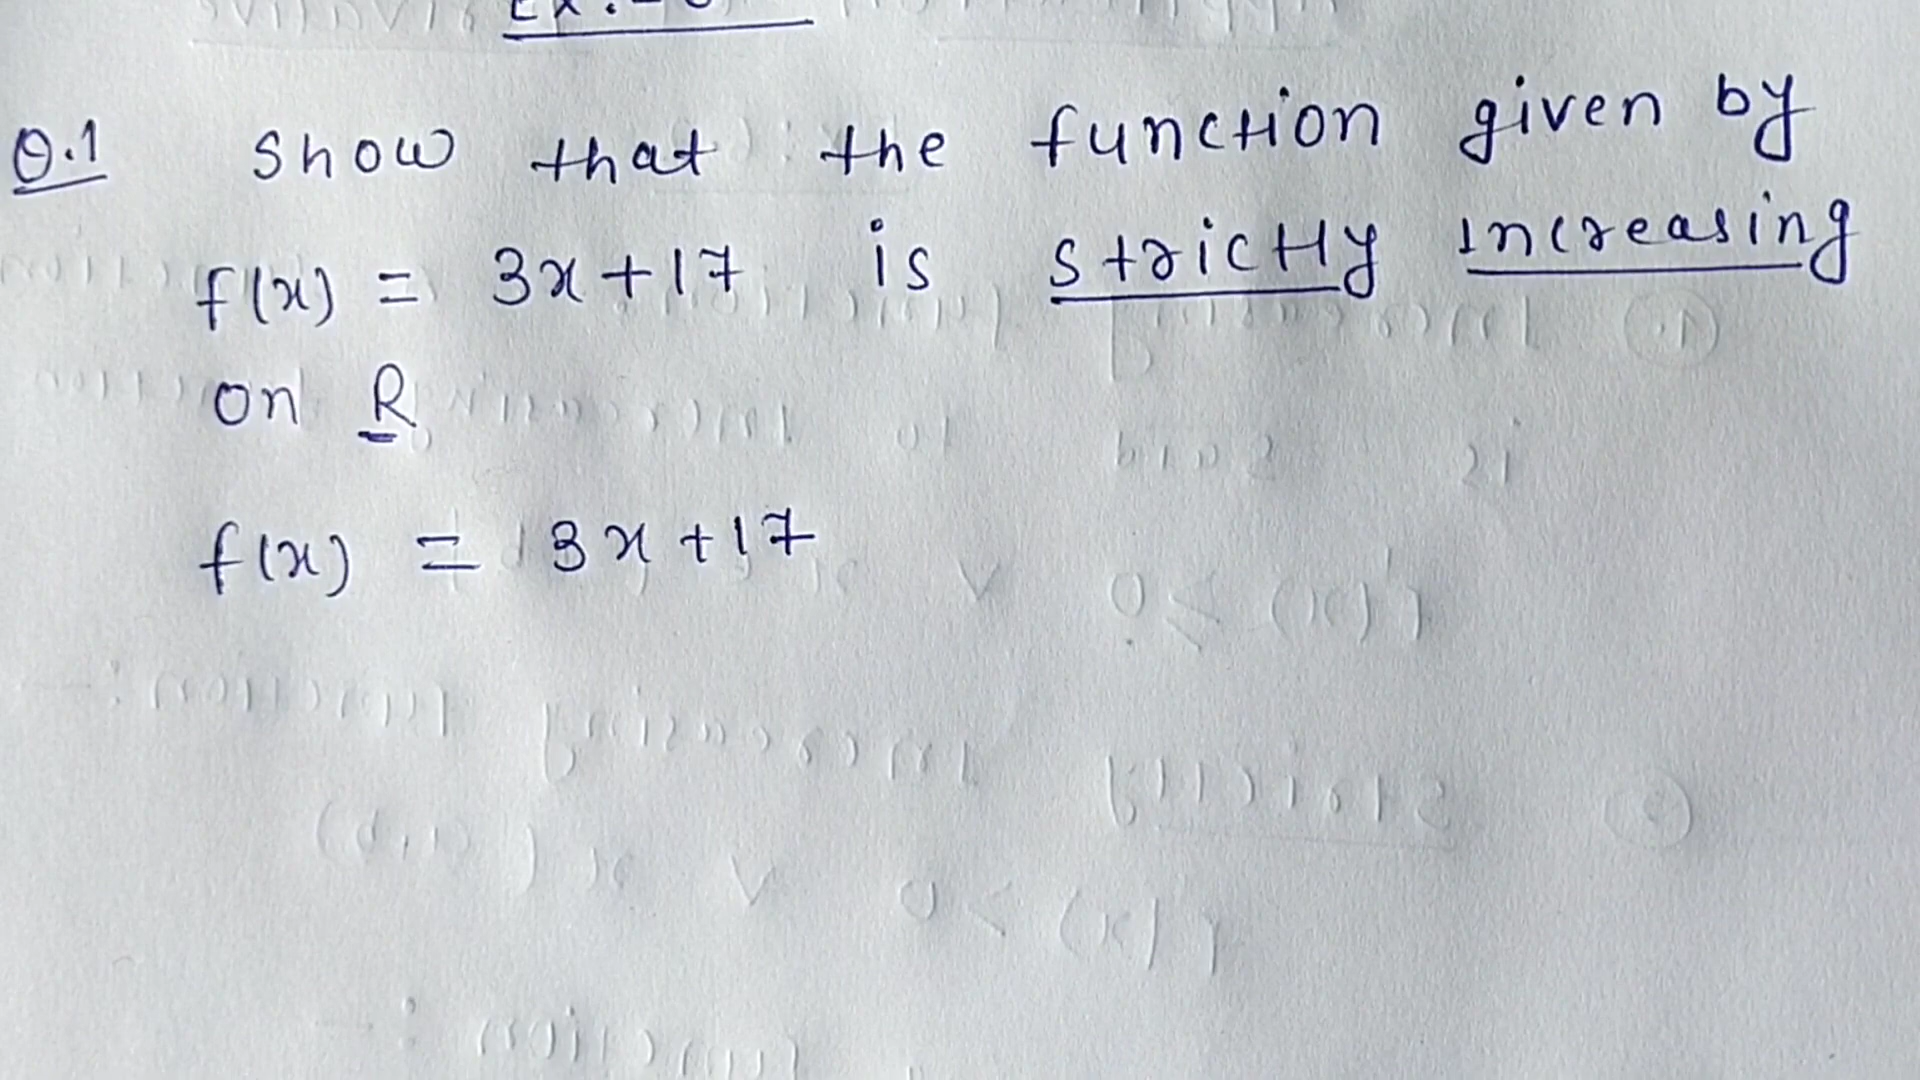 Q.1 Show that the function given by
f(x) = 3x+17 is strictly increasing
on R
f(x) = 3x+17